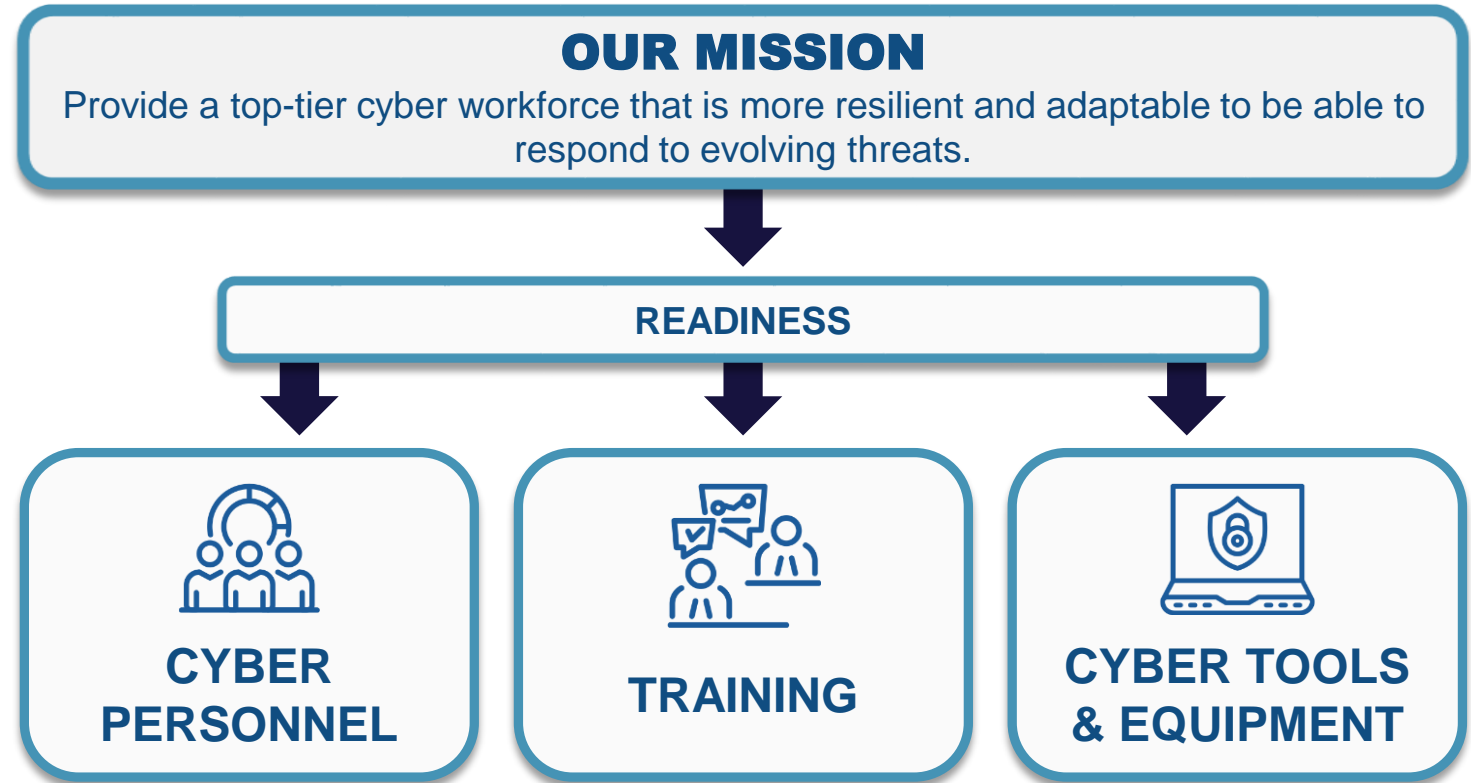 OUR MISSION
Provide a top-tier cyber workforce that is more resilient and adaptable to be able to
respond to evolving threats.
READINESS
CYBER
PERSONNEL
TRAINING
CYBER TOOLS
& EQUIPMENT